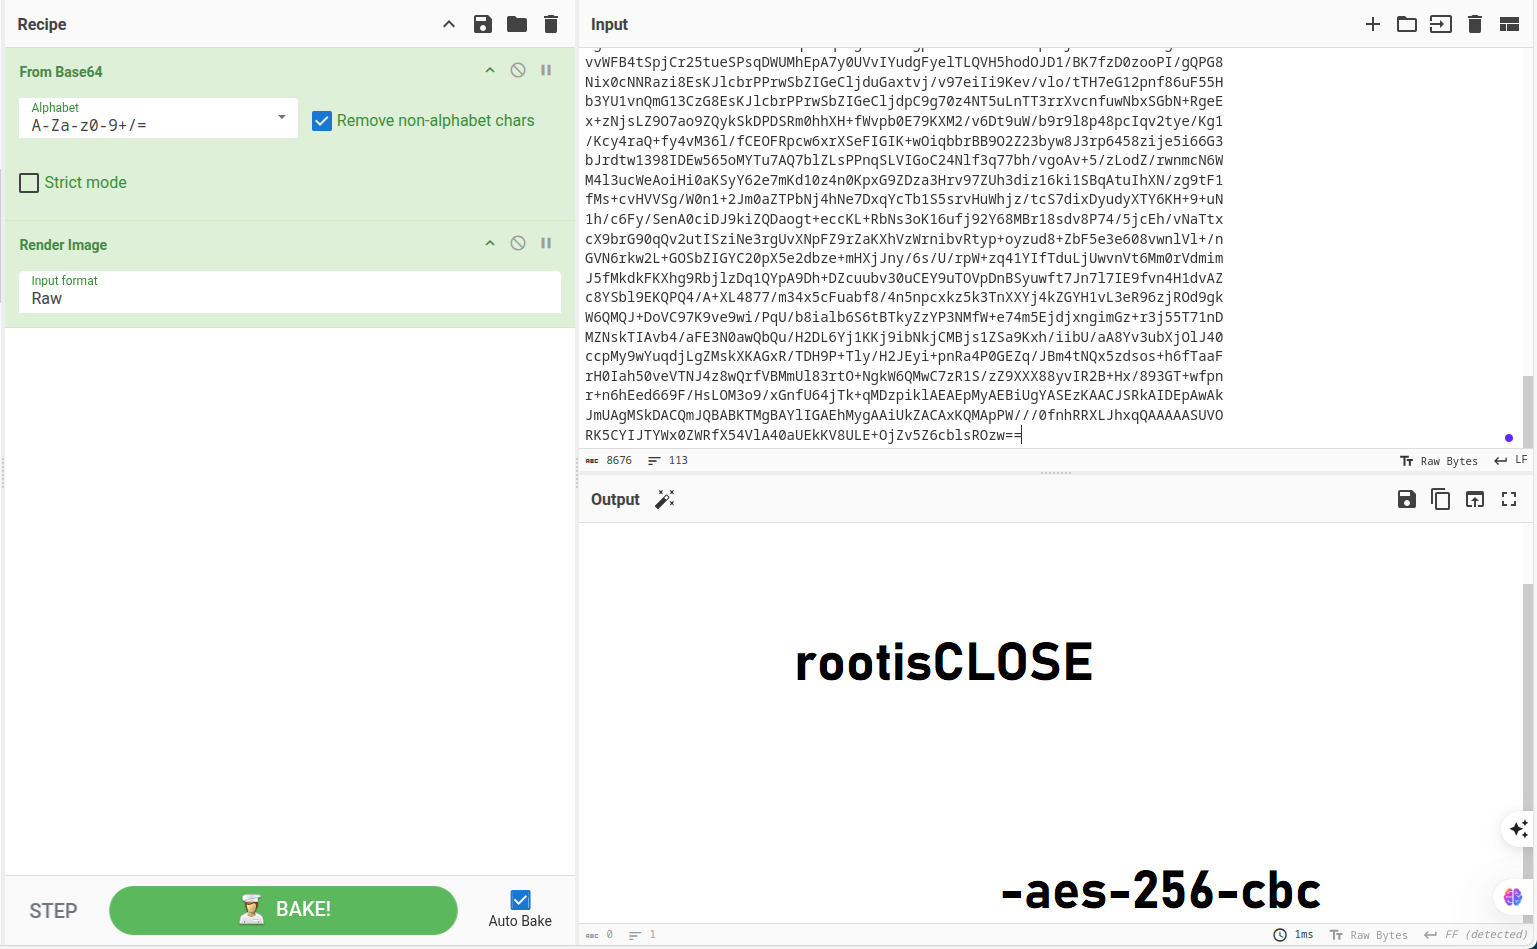 Recipe
Input
From Base64
Alphabet
A-Za-z0-9+/=
Remove non-alphabet chars
Strict mode
Render Image
Input format
Raw
STEP
BAKE!
Auto Bake
vvWFB4tSpjCr25tueSPsqDWUMhEpA7y0UVvIYudgFyelTLQVH5hodOJD1/BK7fzD0zooPI/gQPG8
Nix0cNNRazi8EsKJlcbrPPrwSbZIGeCljduGaxtvj/v97eiIi9Kev/vlo/tTH7eG12pnf86uF55H
b3YU1vnQmG13CzG8EsKJlcbrPPrwSbZIGeCljdpC9g70z4NT5uLnTT3rrXvcnfuwNbxSGbN+RgeE
x+zNjsLZ9O7ao9ZQykSkDPDSRm0hhXH+fWvpb0E79KXM2/v6Dt9uW/b9r9l8p48pcIqv2tye/Kg1
/Kcy4raQ+fy4vM36l/fCEOFRpcw6xrXSeFIGIK+wOiqbbrBB9O2Z23byw8J3rp6458zije5i66G3
bJrdtw1398IDEw565oMYTu7AQ7blZLsPPnqSLVIGoC24Nlf3q77bh/vgoAv+5/zLodZ/rwnmcN6W
M4l3ucWeAoiHi0aKSyY62e7mKd10z4n0KpxG9ZDza3Hrv97ZUh3diz16ki1SBqAtuIhXN/zg9tF1
fMs+cvHVVSg/W0n1+2Jm0aZTPbNj4hNe7DxqYcTb1S5srvHuWhjz/tcS7dixDyudyXTY6KH+9+uN
1h/c6Fy/SenA0ciDJ9kiZQDaogt+eccKL+RbNs3oK16ufj92Y68MBr18sdv8P74/5jcEh/vNaTtx
cX9brG90qQv2utISziNe3rgUvXNpFZ9rZaKXhVzWrnibvRtyp+oyzud8+ZbF5e3e608vwnlVl+/n
GVN6rkw2L+GOSbZIGYC20pX5e2dbze+mHXjJny/6s/U/rpW+zq41YIfTduLjUwvnVt6Mm0rVdmim
J5fMkdkFKXhg9RbjlzDq1QYpA9Dh+DZcuubv30uCEY9uTOVpDnBSyuwft7Jn7l7IE9fvn4H1dvAZ
c8YSbl9EKQPQ4/A+XL4877/m34x5cFuabf8/4n5npcxkz5k3TnXXYj4kZGYH1vL3eR96zjROd9gk
W6QMQJ+DoVC97K9ve9wi/PqU/b8ialb6S6tBTkyZzYP3NMfW+e74m5EjdjxngimGz+r3j55T71nD
MZNskTIAvb4/aFE3N0awQbQu/H2DL6Yj1KKj9ibNkjCMBjs1ZSa9Kxh/iibU/aA8Yv3ubXjOlJ40
ccpMy9wYuqdjLgZMskXKAGxR/TDH9P+Tly/H2JEyi+pnRa4P0GEZq/JBm4tNQx5zdsos+h6fTaaF
rH0Iah50veVTNJ4z8wQrfVBMmUl83rtO+NgkW6QMwC7zR1S/zZ9XXX88yvIR2B+Hx/893GT+wfpn
r+n6hEed669F/HsLOM3o9/xGnfU64jTk+qMDzpiklAEAEpMyAEBiUgYASEzKAACJSRkAIDEpAwAk
JmUAgMSkDACQmJQBABKTMgBAYlIGAEhMygAAiUkZACAxKQMApPW///0fnhRRXLJhxqQAAAAASUVO
RK5CYIJTYWx0ZWRfX54VlA40aUEkKV8ULE+OjZv5Z6cblsROzw==
8676 113
Raw Bytes LF
Output
rootisCLOSE
-aes-256-cbc
0 1
1ms Raw Bytes FF (detected)